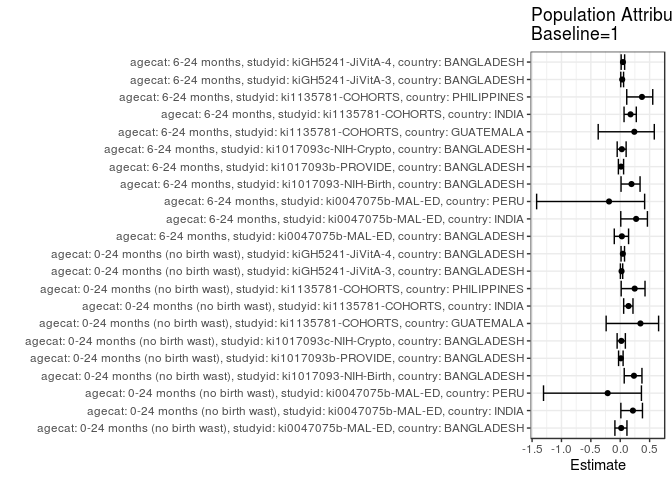 Population Attribu
Baseline=1
agecat: 6-24 months, studyid: kiGH5241-JiVitA-4, country: BANGLADESH
agecat: 6-24 months, studyid: kiGH5241-JiVitA-3, country: BANGLADESH
agecat: 6-24 months, studyid: ki1135781-COHORTS, country: PHILIPPINES
agecat: 6-24 months, studyid: ki1135781-COHORTS, country: INDIA
agecat: 6-24 months, studyid: ki1135781-COHORTS, country: GUATEMALA
agecat: 6-24 months, studyid: ki1017093c-NIH-Crypto, country: BANGLADESH
agecat: 6-24 months, studyid: ki1017093b-PROVIDE, country: BANGLADESH
agecat: 6-24 months, studyid: ki1017093-NIH-Birth, country: BANGLADESH
agecat: 6-24 months, studyid: ki0047075b-MAL-ED, country: PERU
agecat: 6-24 months, studyid: ki0047075b-MAL-ED, country: INDIA
agecat: 6-24 months, studyid: ki0047075b-MAL-ED, country: BANGLADESH
agecat: 0-24 months (no birth wast), studyid: kiGH5241-JiVitA-4, country: BANGLADESH
agecat: 0-24 months (no birth wast), studyid: kiGH5241-JiVitA-3, country: BANGLADESH
agecat: 0-24 months (no birth wast), studyid: ki1135781-COHORTS, country: PHILIPPINES
agecat: 0-24 months (no birth wast), studyid: ki1135781-COHORTS, country: INDIA
agecat: 0-24 months (no birth wast), studyid: ki1135781-COHORTS, country: GUATEMALA
agecat: 0-24 months (no birth wast), studyid: ki1017093c-NIH-Crypto, country: BANGLADESH
agecat: 0-24 months (no birth wast), studyid: ki1017093b-PROVIDE, country: BANGLADESH
agecat: 0-24 months (no birth wast), studyid: ki1017093-NIH-Birth, country: BANGLADESH
agecat: 0-24 months (no birth wast), studyid: ki0047075b-MAL-ED, country: PERU
agecat: 0-24 months (no birth wast), studyid: ki0047075b-MAL-ED, country: INDIA
agecat: 0-24 months (no birth wast), studyid: ki0047075b-MAL-ED, country: BANGLADESH
-1.5 -1.0 -0.5 0.0 0.5
Estimate